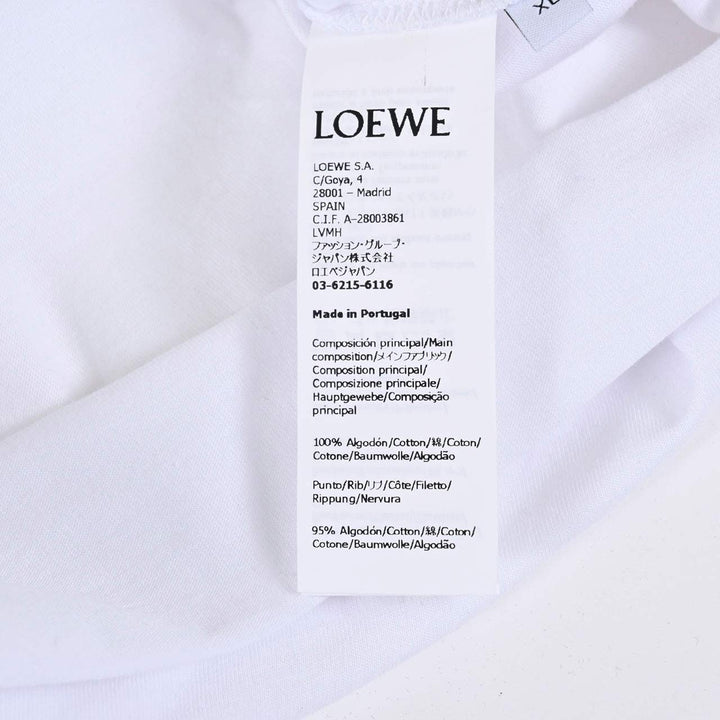 XL
LOEWE
LOEWE S.A.
C/Goya, 4
28001 – Madrid
SPAIN
C.I.F. A-28003861
LVMH
ファッション・グループ・
ジャパン株式会社
ロエベジャパン
03-6215-6116
Made in Portugal
Composición principal/Main
composition/メインファブリック/
Composition principal/
Composizione principale/
Hauptgewebe/Composição
principal
100% Algodón/Cotton/綿/Coton/
Cotone/Baumwolle/Algodão
Punto/Rib/リブ/Côte/Filetto/
Rippung/Nervura
95% Algodón/Cotton/綿/Coton/
Cotone/Baumwolle/Algodão